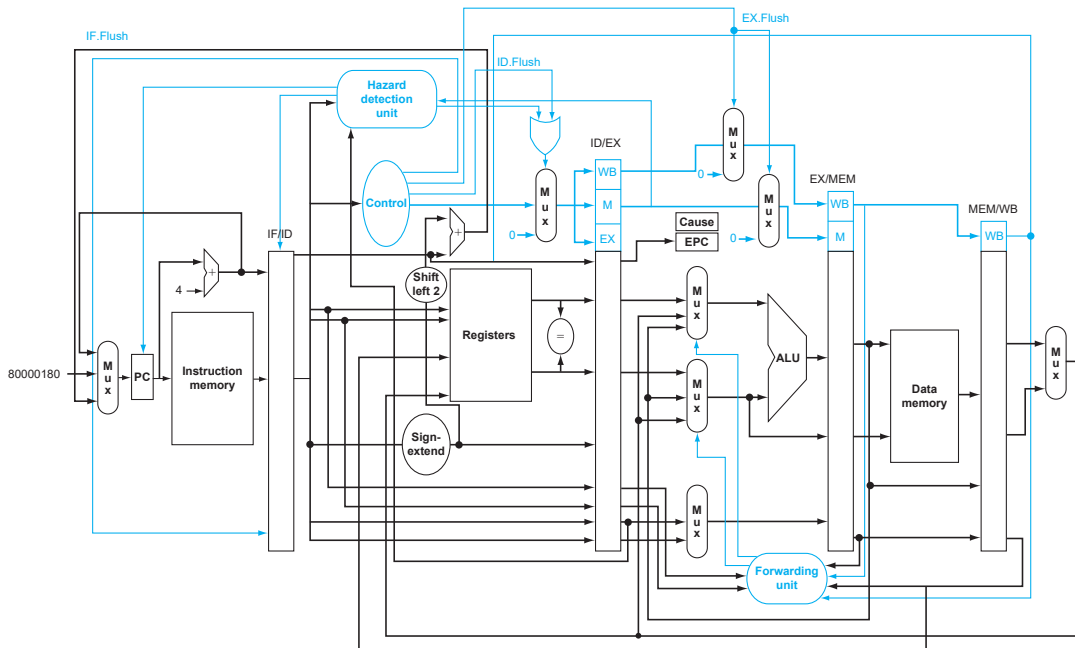 EX.Flush
IF.Flush
ID.Flush
Hazard
detection
unit
M
u
x
ID/EX
WB
0
EX/MEM
Control
M
u
x
M
M
u
x
WB
MEM/WB
Cause
IF/ID
0
EX
EPC
0
M
WB
+
+
Shift
left 2
4
M
u
x
Registers
=
M
u
x
PC
Instruction
memory
ALU
M
u
x
80000180
M
u
x
Data
memory
Sign-
extend
M
u
x
Forwarding
unit